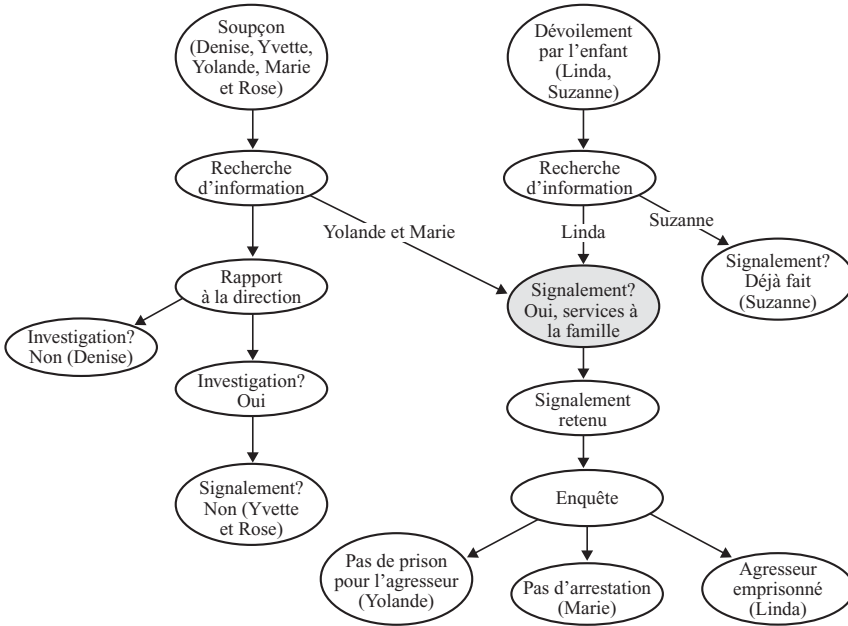 Soupçon
(Denise, Yvette,
Yolande, Marie
et Rose)
Dévoilement
par l’enfant
(Linda,
Suzanne)
Recherche
d’information
Recherche
d’information
Yolande et Marie
Linda
Suzanne
Rapport
à la direction
Signalement?
Oui, services à
la famille
Signalement?
Déjà fait
(Suzanne)
Investigation?
Non (Denise)
Investigation?
Oui
Signalement
retenu
Signalement?
Non (Yvette
et Rose)
Enquête
Pas de prison
pour l’agresseur
(Yolande)
Pas d’arrestation
(Marie)
Agresseur
emprisonné
(Linda)